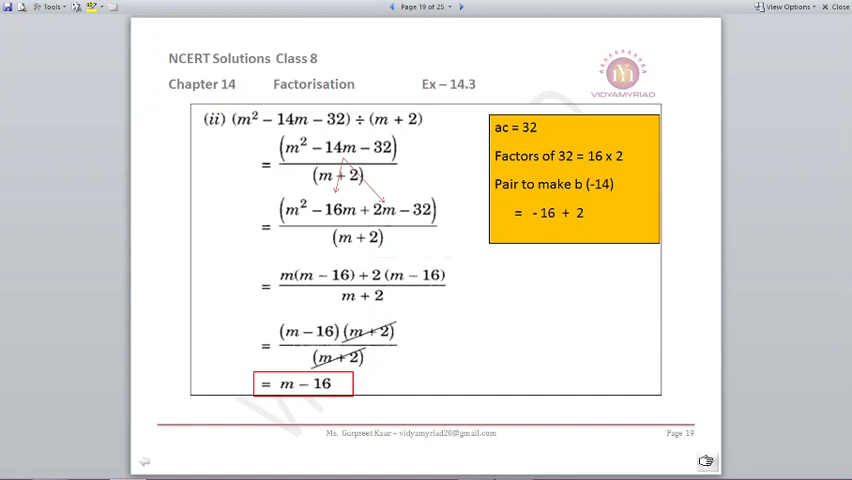 Tools
Page 19 of 25
View Options
Close
NCERT Solutions Class 8
Chapter 14 Factorisation Ex – 14.3
VIDYAMYRIAD
(ii) (m² − 14m − 32) ÷ (m + 2)
= (m² − 14m − 32)
(m + 2)
= (m² − 16m + 2m − 32)
(m + 2)
= m(m − 16) + 2 (m − 16)
m + 2
= (m − 16) (m + 2)
(m + 2)
= m − 16
ac = 32
Factors of 32 = 16 x 2
Pair to make b (-14)
= - 16 + 2
Ms. Gurpreet Kaur – vidyamyriad20@gmail.com
Page 19